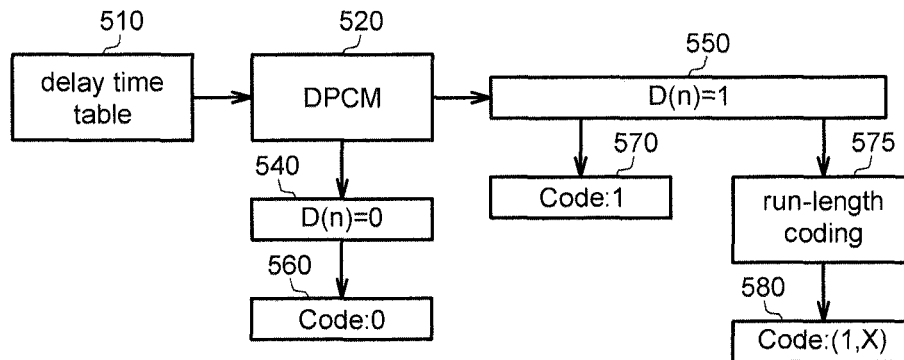 510
delay time
table
520
DPCM
550
D(n)=1
540
D(n)=0
570
Code:1
575
run-length
coding
560
Code:0
580
Code:(1,X)